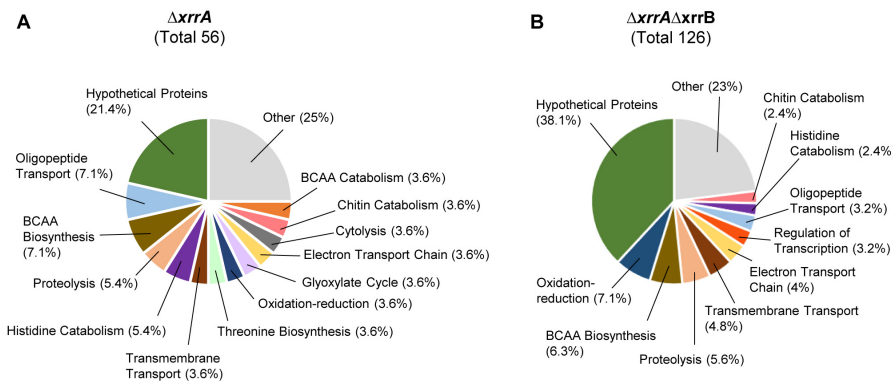 A
ΔxrrA
(Total 56)
Hypothetical Proteins
(21.4%)
Other (25%)
Oligopeptide
Transport (7.1%)
BCAA Catabolism (3.6%)
Chitin Catabolism (3.6%)
BCAA
Biosynthesis
(7.1%)
Cytolysis (3.6%)
Electron Transport Chain (3.6%)
Proteolysis (5.4%)
Glyoxylate Cycle (3.6%)
Oxidation-reduction (3.6%)
Histidine Catabolism (5.4%)
Threonine Biosynthesis (3.6%)
Transmembrane
Transport (3.6%)
B
ΔxrrAΔxrrB
(Total 126)
Other (23%)
Hypothetical Proteins
(38.1%)
Chitin Catabolism
(2.4%)
Histidine
Catabolism (2.4%
Oligopeptide
Transport (3.2%)
Regulation of
Transcription (3.2%)
Electron Transport
Chain (4%)
Oxidation-
reduction (7.1%)
Transmembrane Transport
(4.8%)
BCAA Biosynthesis
(6.3%)
Proteolysis (5.6%)